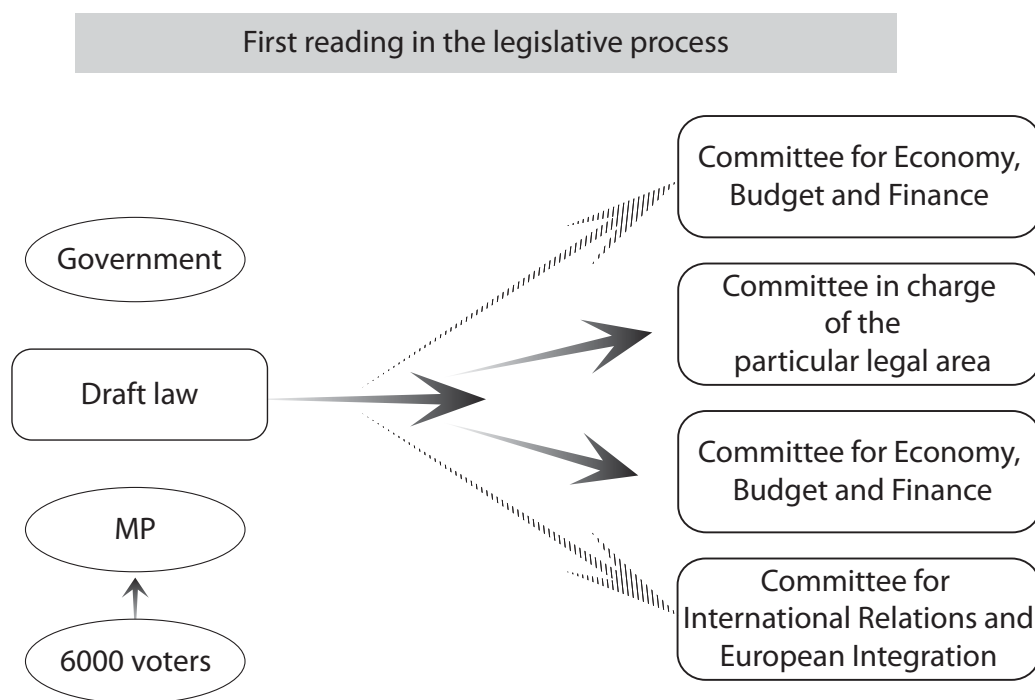 First reading in the legislative process
Government
Draft law
MP
6000 voters
Committee for Economy,
Budget and Finance
Committee in charge
of the
particular legal area
Committee for Economy,
Budget and Finance
Committee for
International Relations and
European Integration